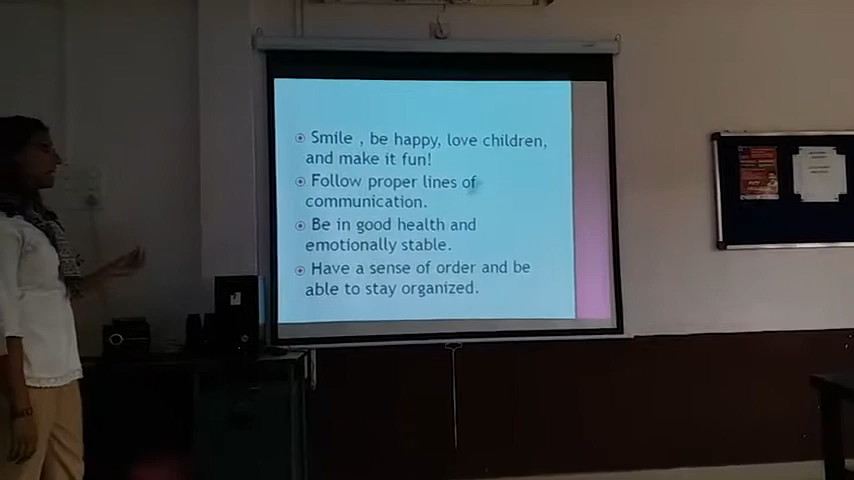 Smile , be happy, love children,
and make it fun!
Follow proper lines of
communication.
Be in good health and
emotionally stable.
Have a sense of order and be
able to stay organized.